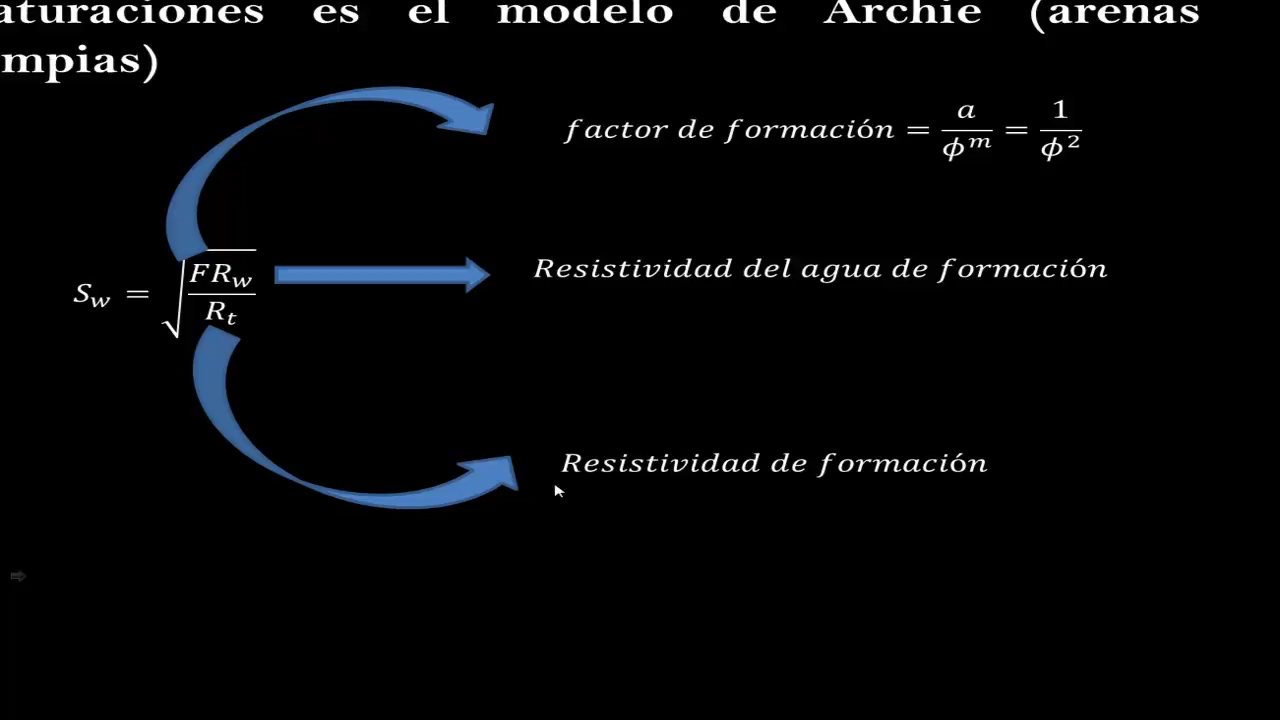 aturaciones es el modelo de Archie (arenas
mpias)
factor de formación = a/ϕ^m = 1/ϕ^2
S_w = √(FR_w/R_t)
Resistividad del agua de formación
Resistividad de formación